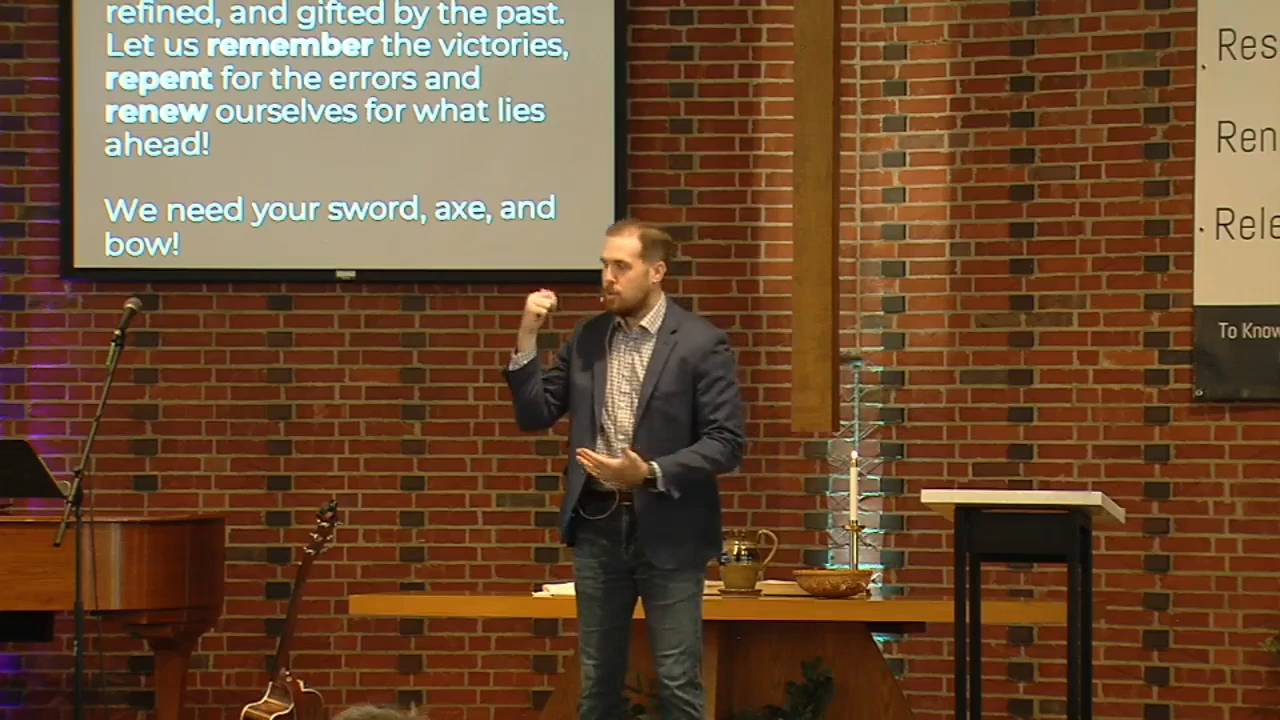 refined, and gifted by the past.
Let us remember the victories,
repent for the errors and
renew ourselves for what lies
ahead!
We need your sword, axe, and
bow!
Res
Ren
Rele
To Know